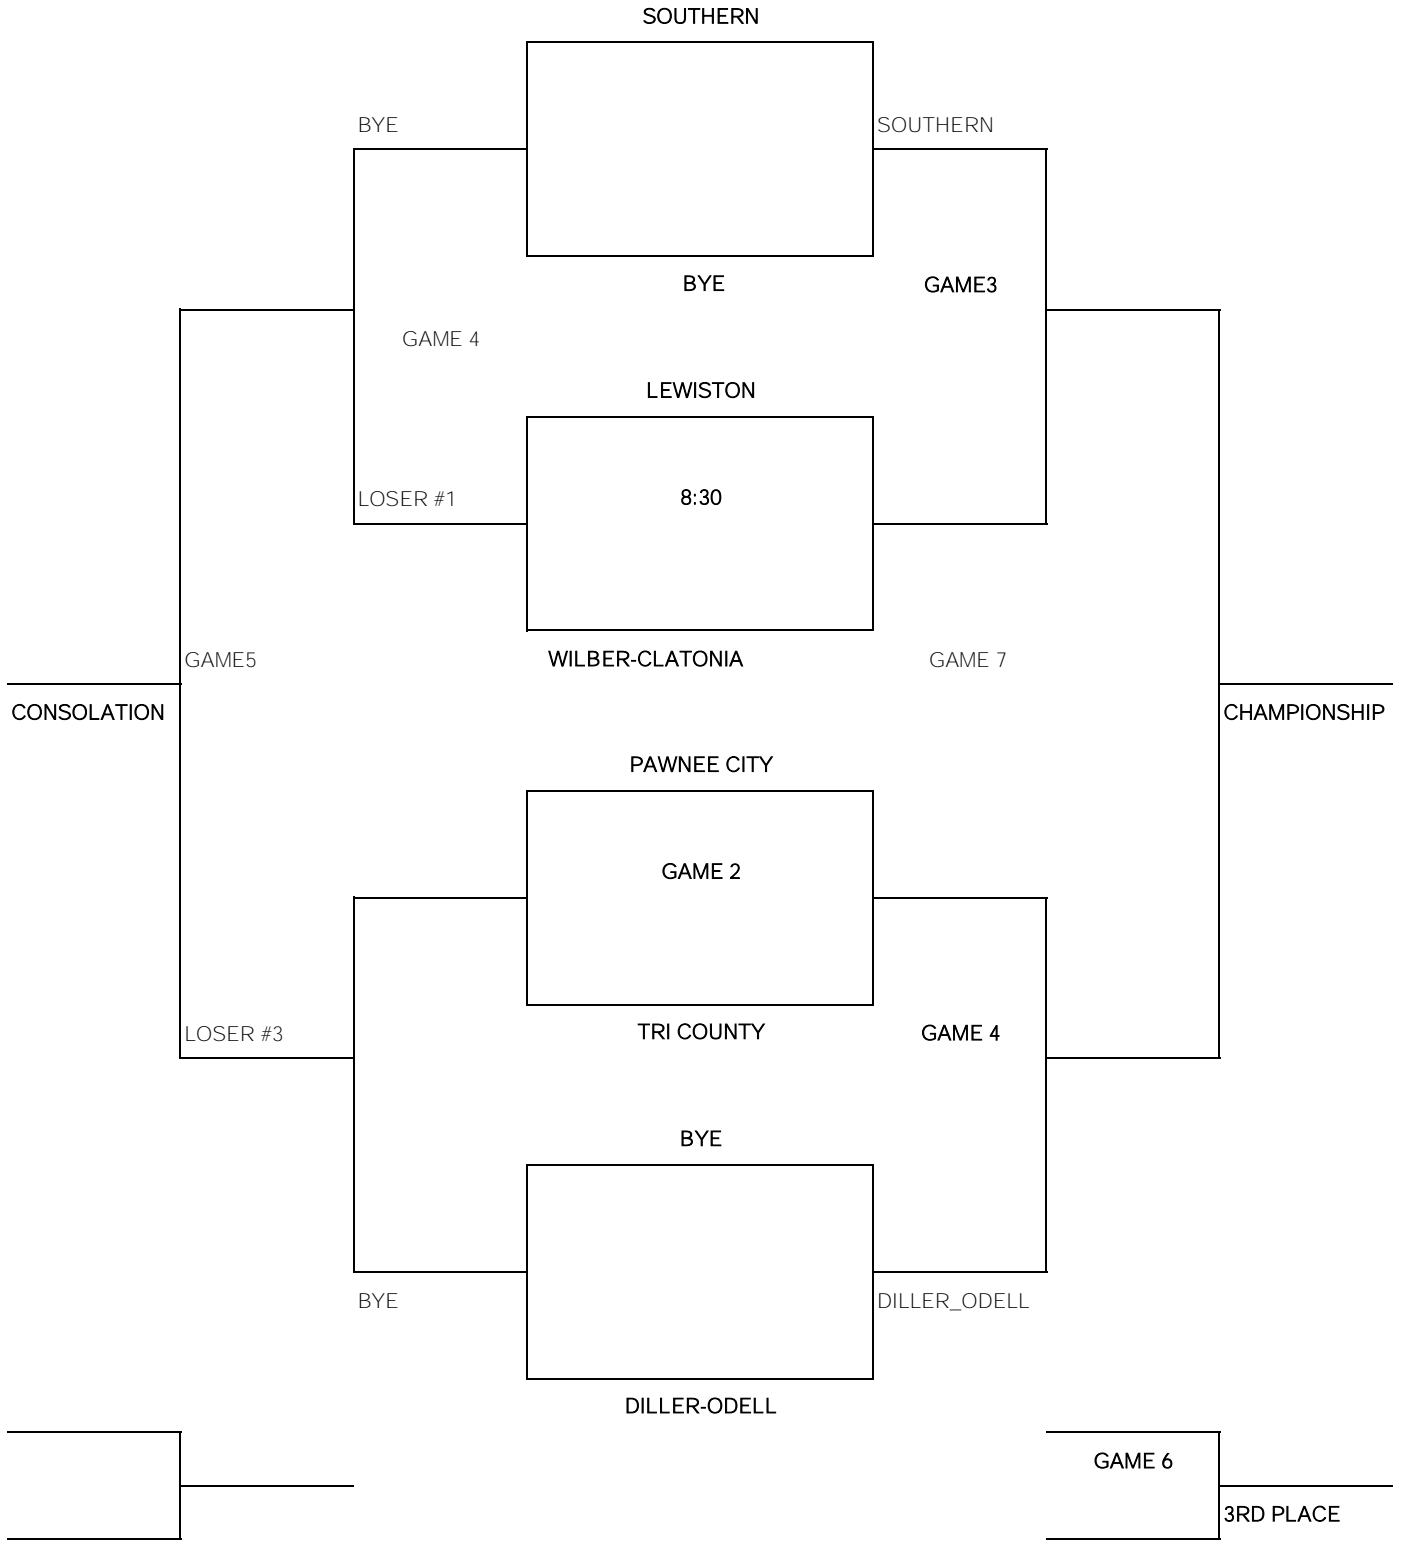 SOUTHERN
BYE
SOUTHERN
BYE
GAME3
GAME 4
LEWISTON
LOSER #1
8:30
GAME5
WILBER-CLATONIA
GAME 7
CONSOLATION
CHAMPIONSHIP
PAWNEE CITY
GAME 2
LOSER #3
TRI COUNTY
GAME 4
BYE
BYE
DILLER_ODELL
DILLER-ODELL
GAME 6
3RD PLACE